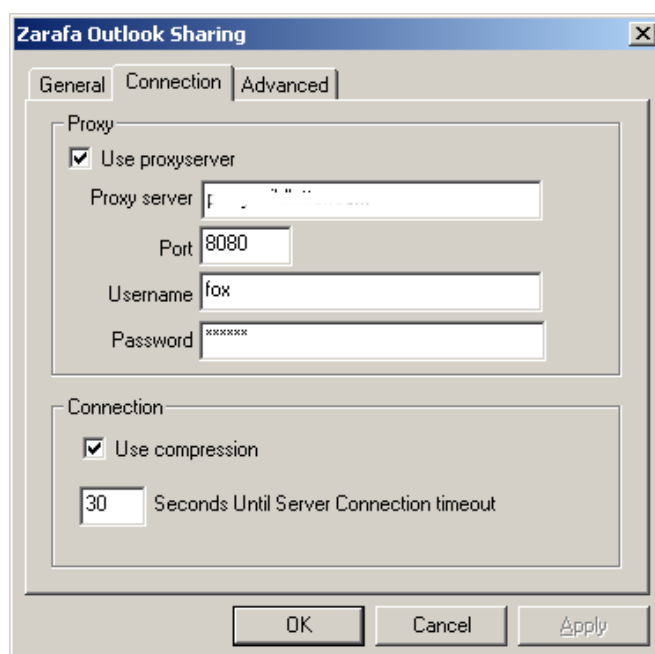 Zarafa Outlook Sharing
General Connection Advanced
Proxy
Use proxyserver
Proxy server
Port 8080
Username fox
Password ******
Connection
Use compression
30 Seconds Until Server Connection timeout
OK Cancel Apply